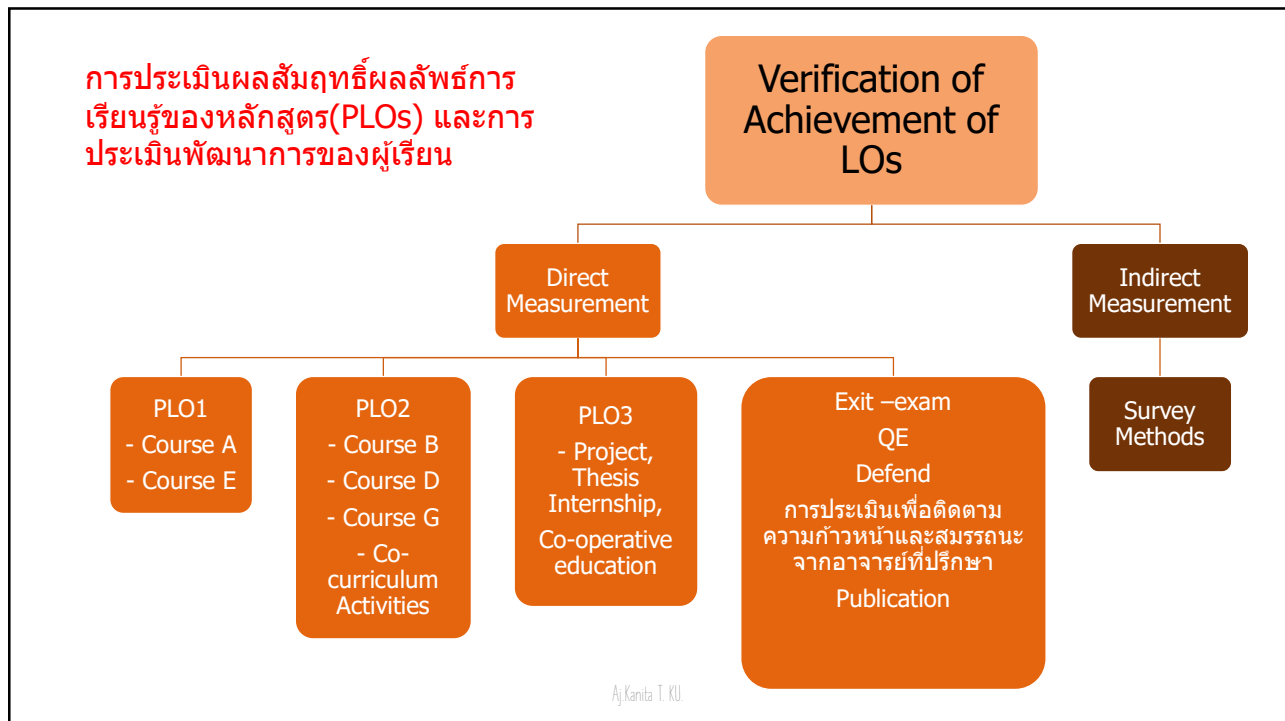 การประเมินผลสัมฤทธิ์ผลลัพธ์การ
เรียนรู้ของหลักสูตร(PLOs) และการ
ประเมินพัฒนาการของผู้เรียน
Verification of
Achievement of
LOs
Direct
Measurement
Indirect
Measurement
PLO1
- Course A
- Course E
PLO2
- Course B
- Course D
- Course G
- Co-
curriculum
Activities
PLO3
- Project,
Thesis
Internship,
Co-operative
education
Exit –exam
QE
Defend
การประเมินเพื่อติดตาม
ความก้าวหน้าและสมรรถนะ
จากอาจารย์ที่ปรึกษา
Publication
Survey
Methods
Aj.Kanita T. KU.